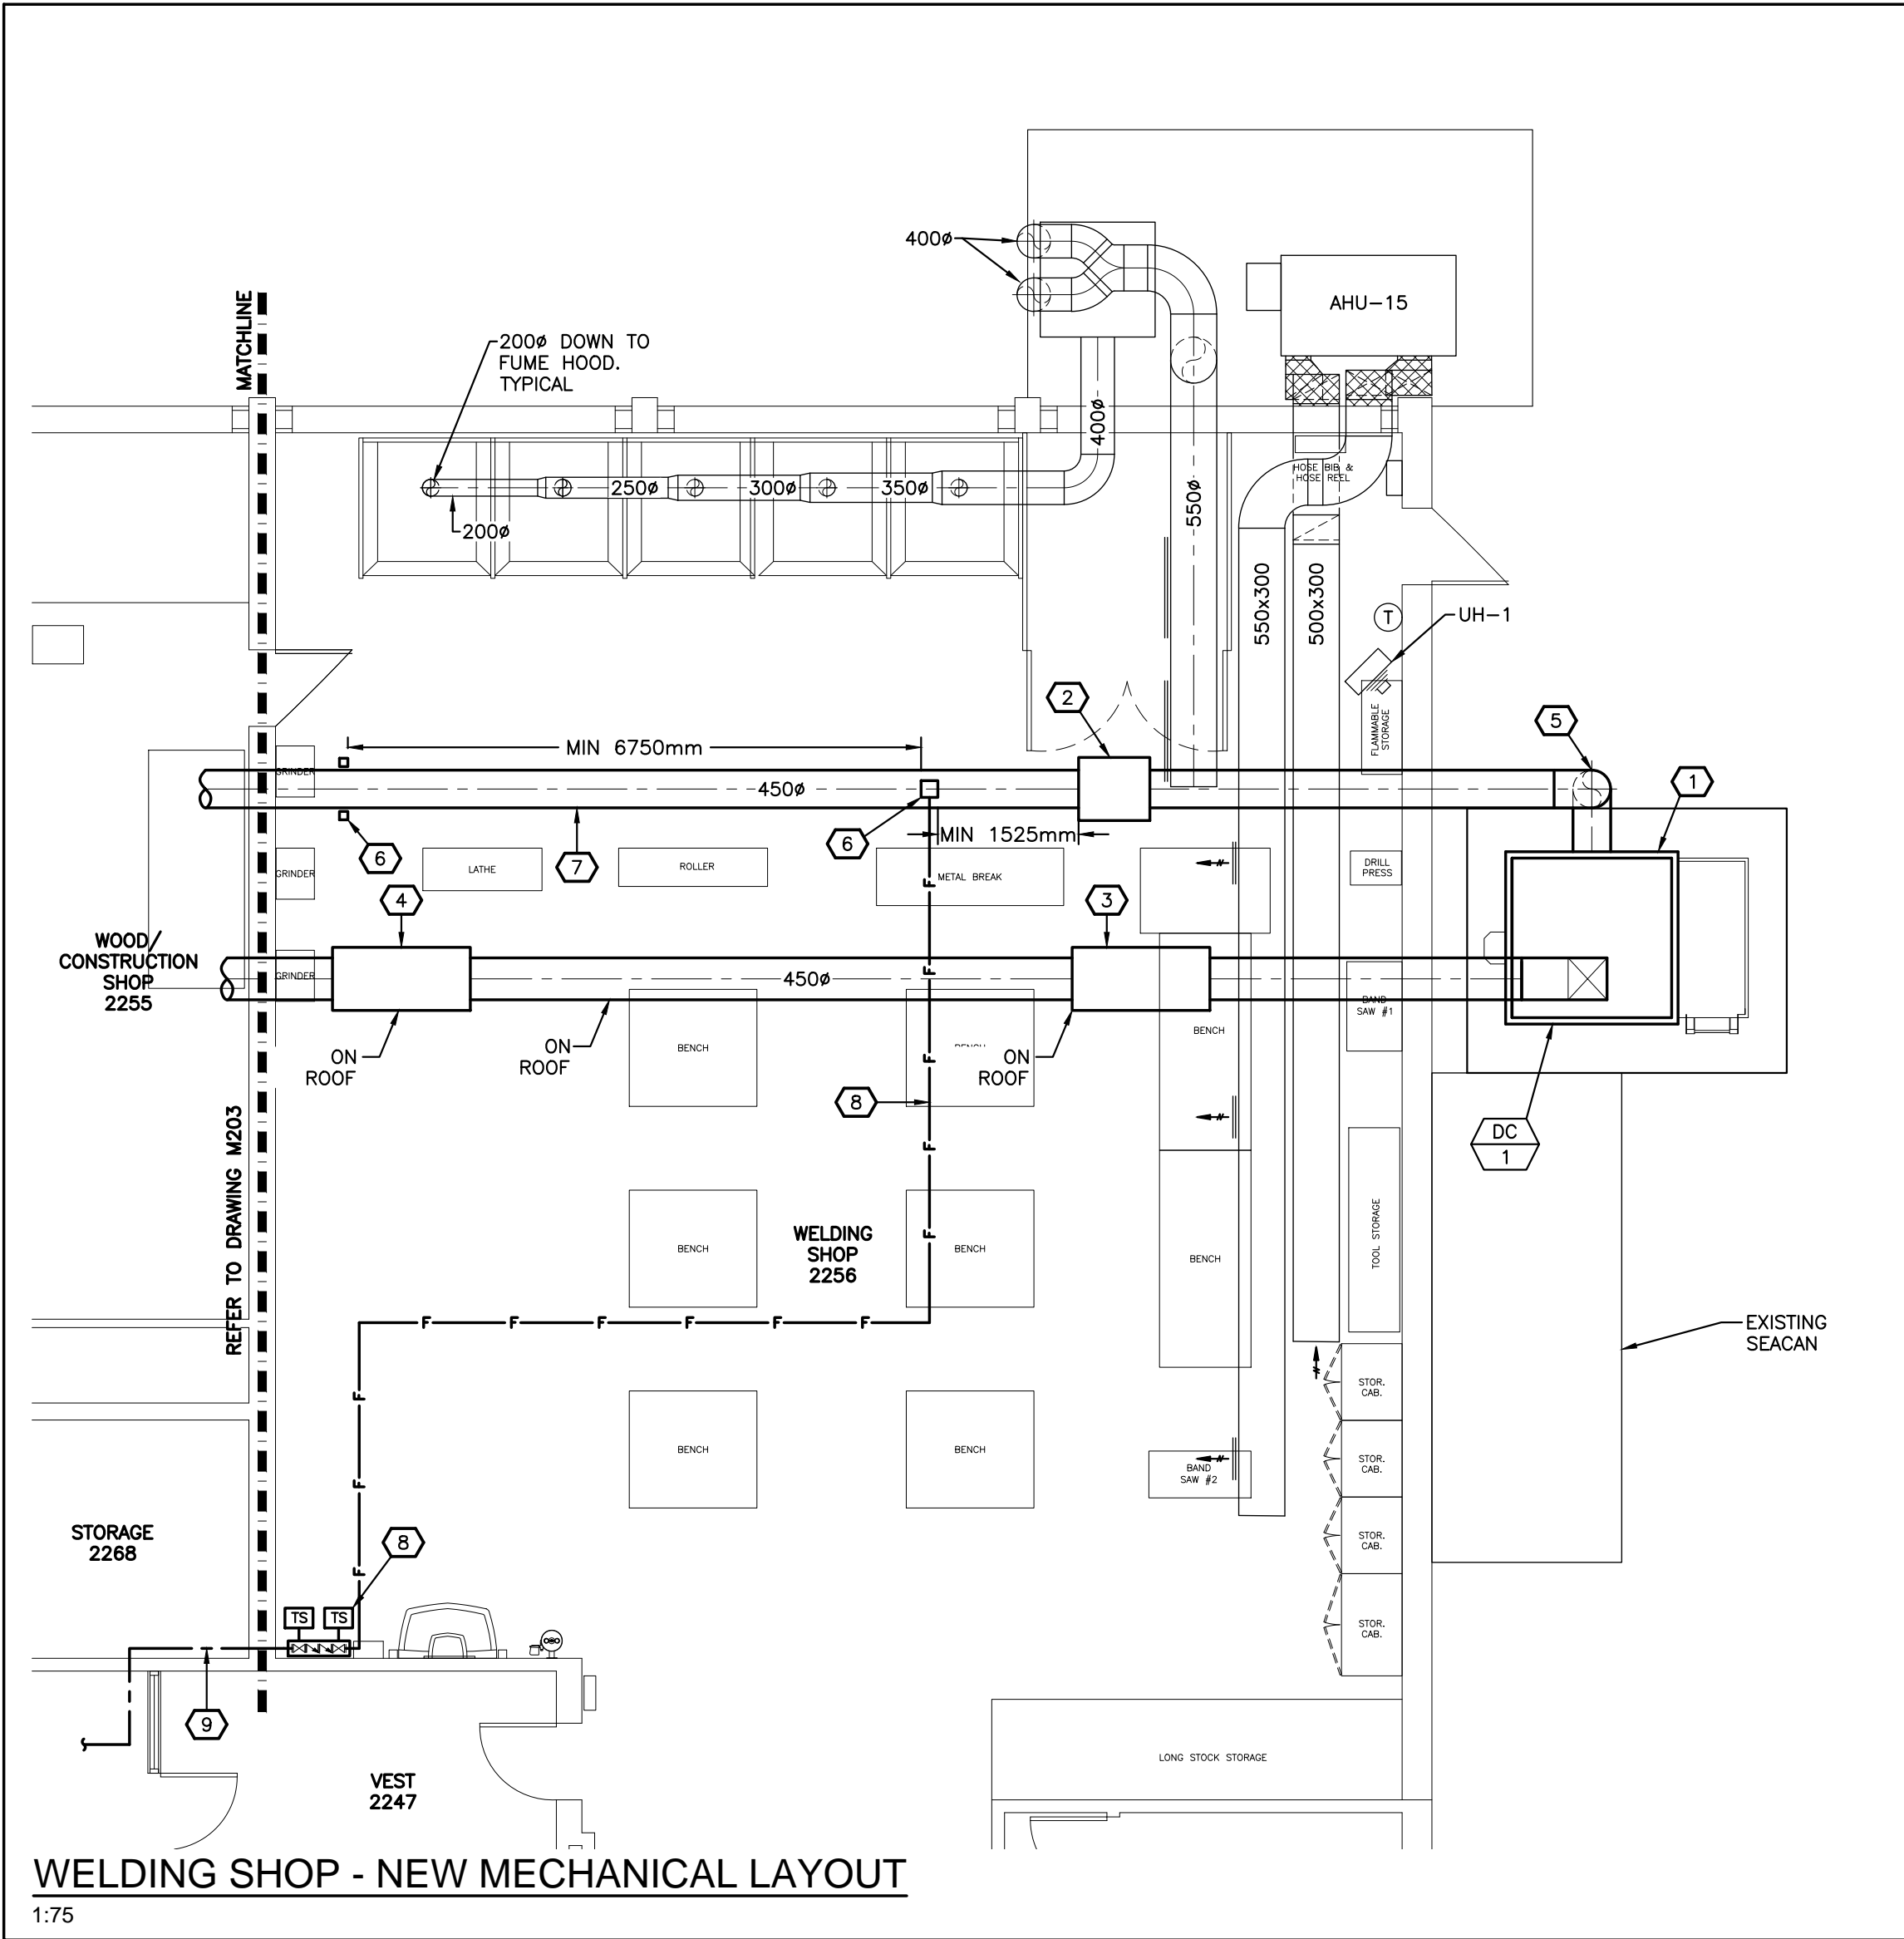 400ø
AHU-15
MATCHLINE
200ø DOWN TO
FUME HOOD.
TYPICAL
400ø
HOSE BIB &
HOSE REEL
250ø
300ø
350ø
550ø
200ø
550x300
500x300
T
UH-1
2
FLAMMABLE
STORAGE
5
MIN 6750mm
GRINDER
450ø
1
6
MIN 1525mm
6
7
GRINDER
LATHE
ROLLER
F
METAL BREAK
DRILL
PRESS
4
3
WOOD/
CONSTRUCTION
SHOP
2255
GRINDER
450ø
F
BAND
SAW #1
ON
ROOF
ON
ROOF
BENCH
F
ON
ROOF
BENCH
8
REFER TO DRAWING M203
F
DC
1
TOOL STORAGE
WELDING
SHOP
2256
F
BENCH
BENCH
BENCH
F
F
F
F
F
F
EXISTING
SEACAN
F
STOR.
CAB.
BENCH
BENCH
STOR.
CAB.
BAND
SAW #2
F
STORAGE
2268
8
STOR.
CAB.
F
TS
TS
STOR.
CAB.
9
LONG STOCK STORAGE
VEST
2247
WELDING SHOP - NEW MECHANICAL LAYOUT
1:75